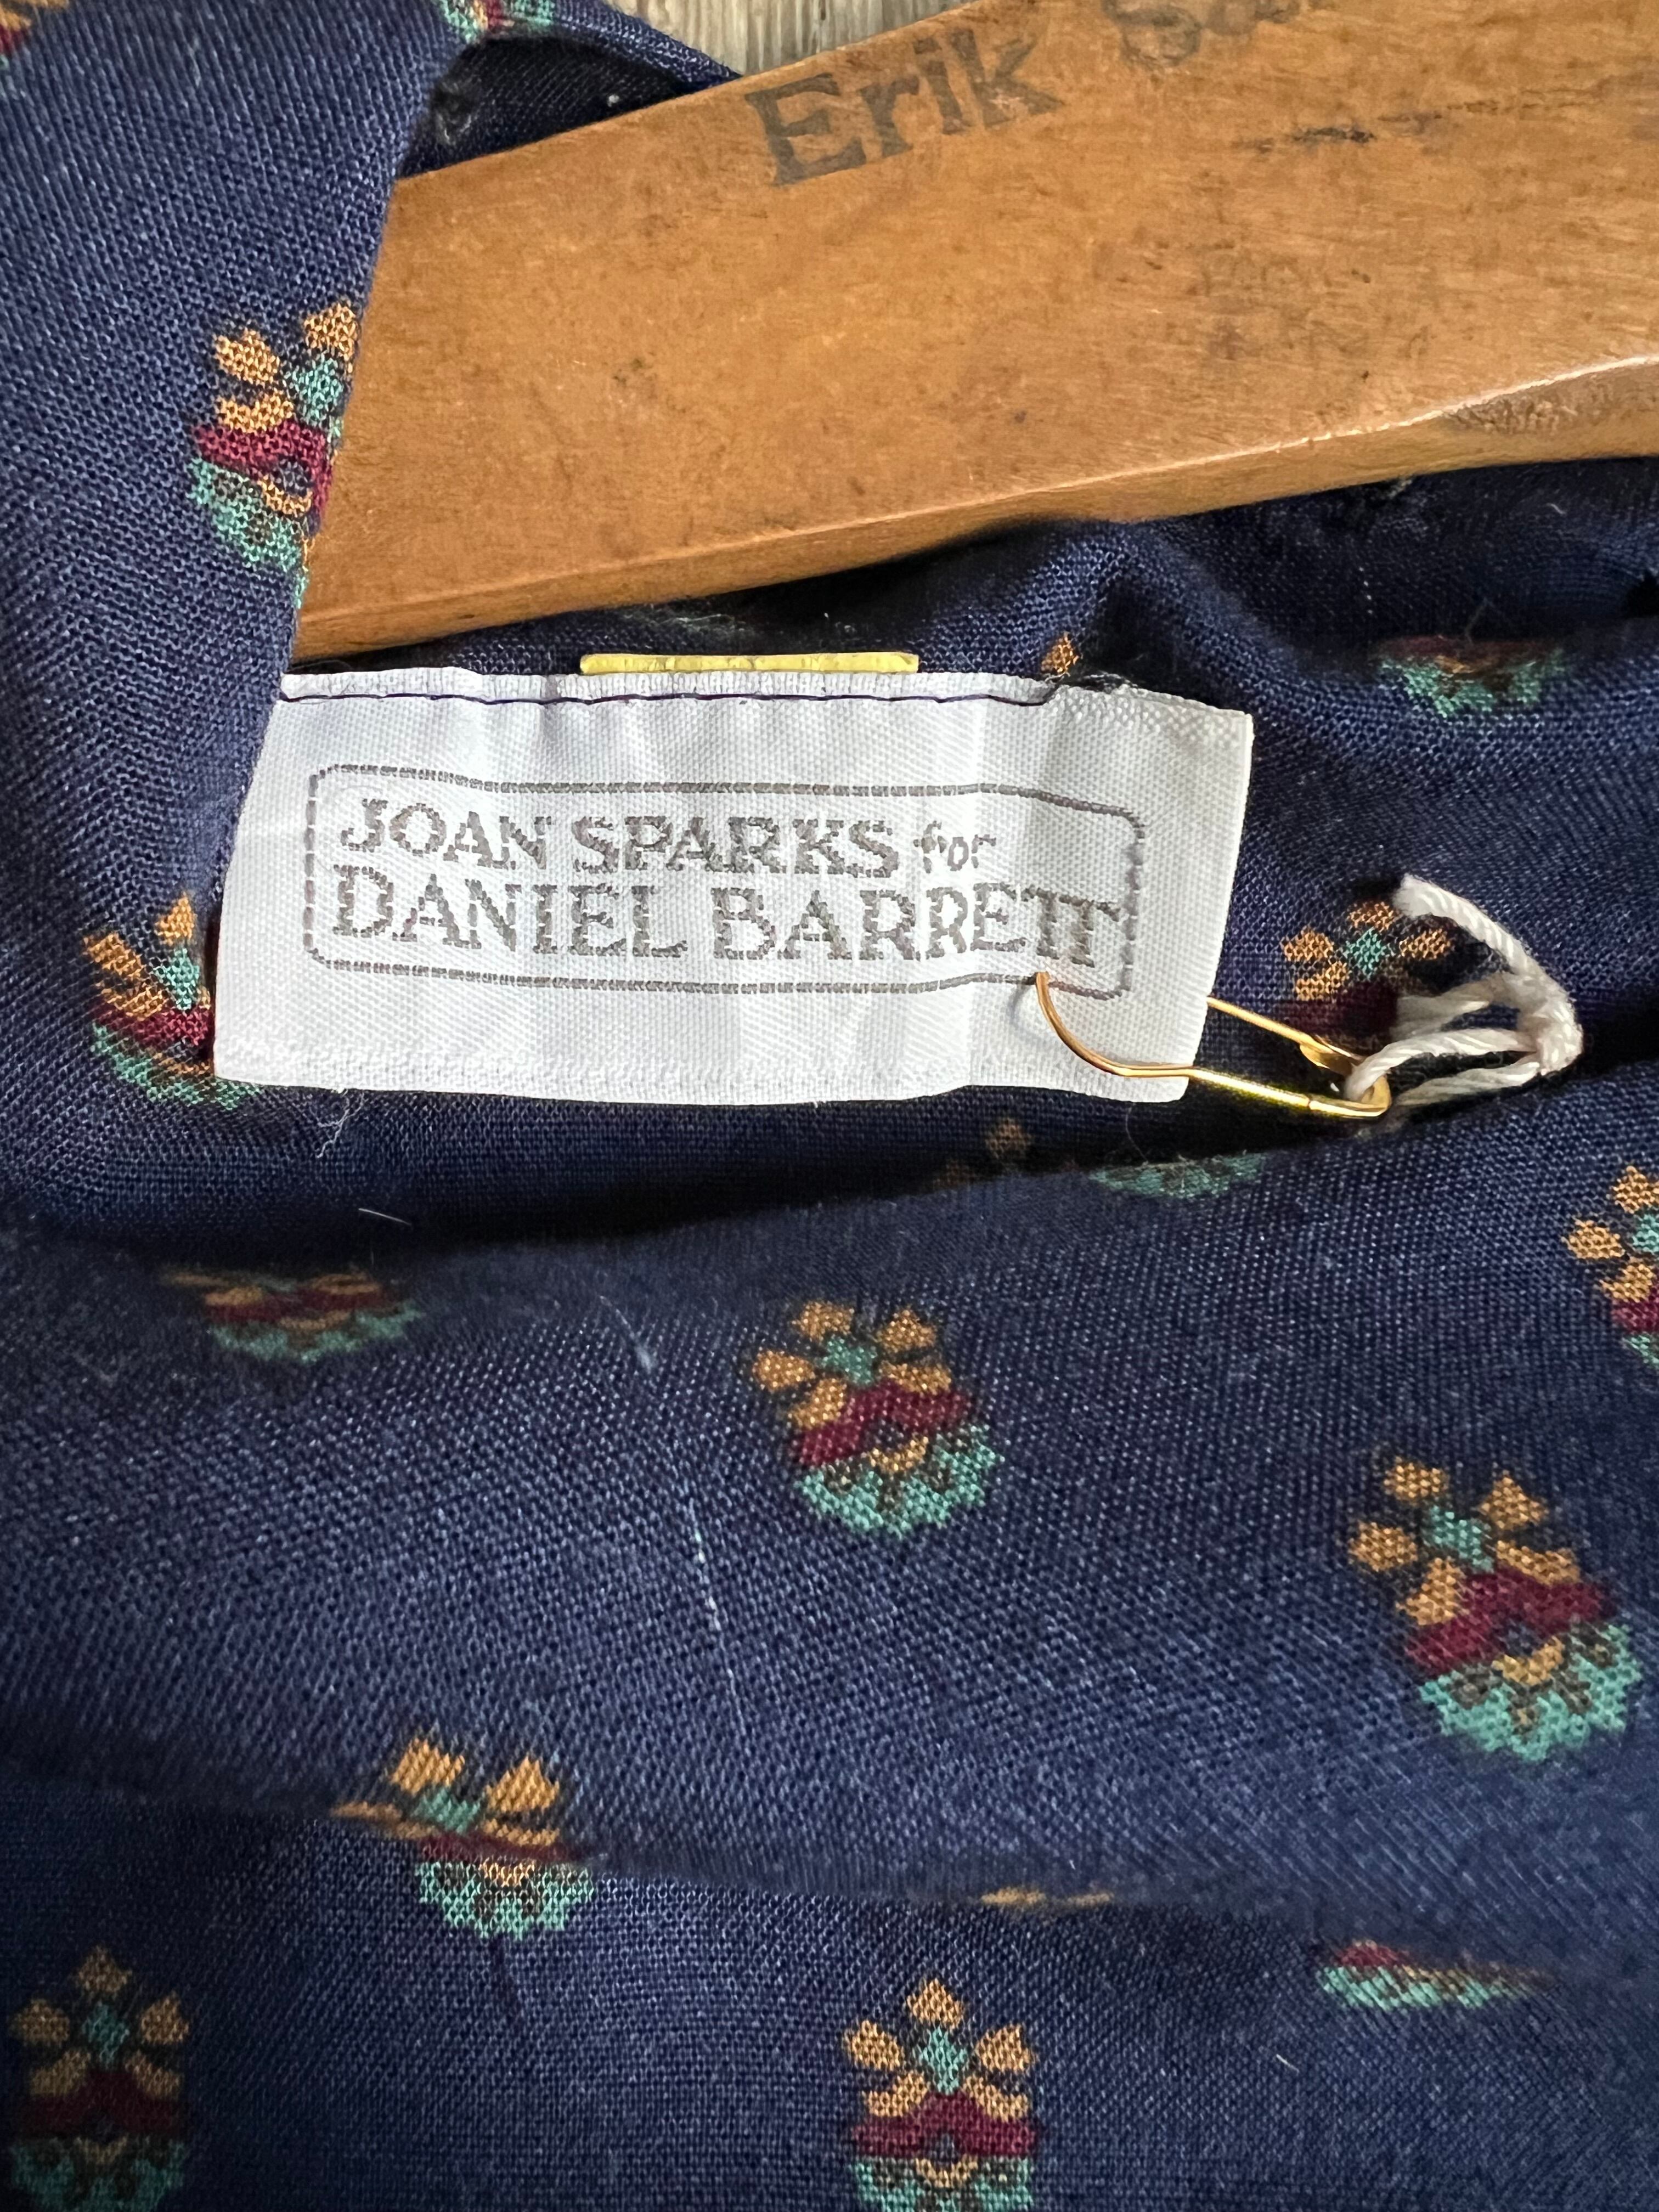 Erik
JOAN SPARKS for
DANIEL BARRETT